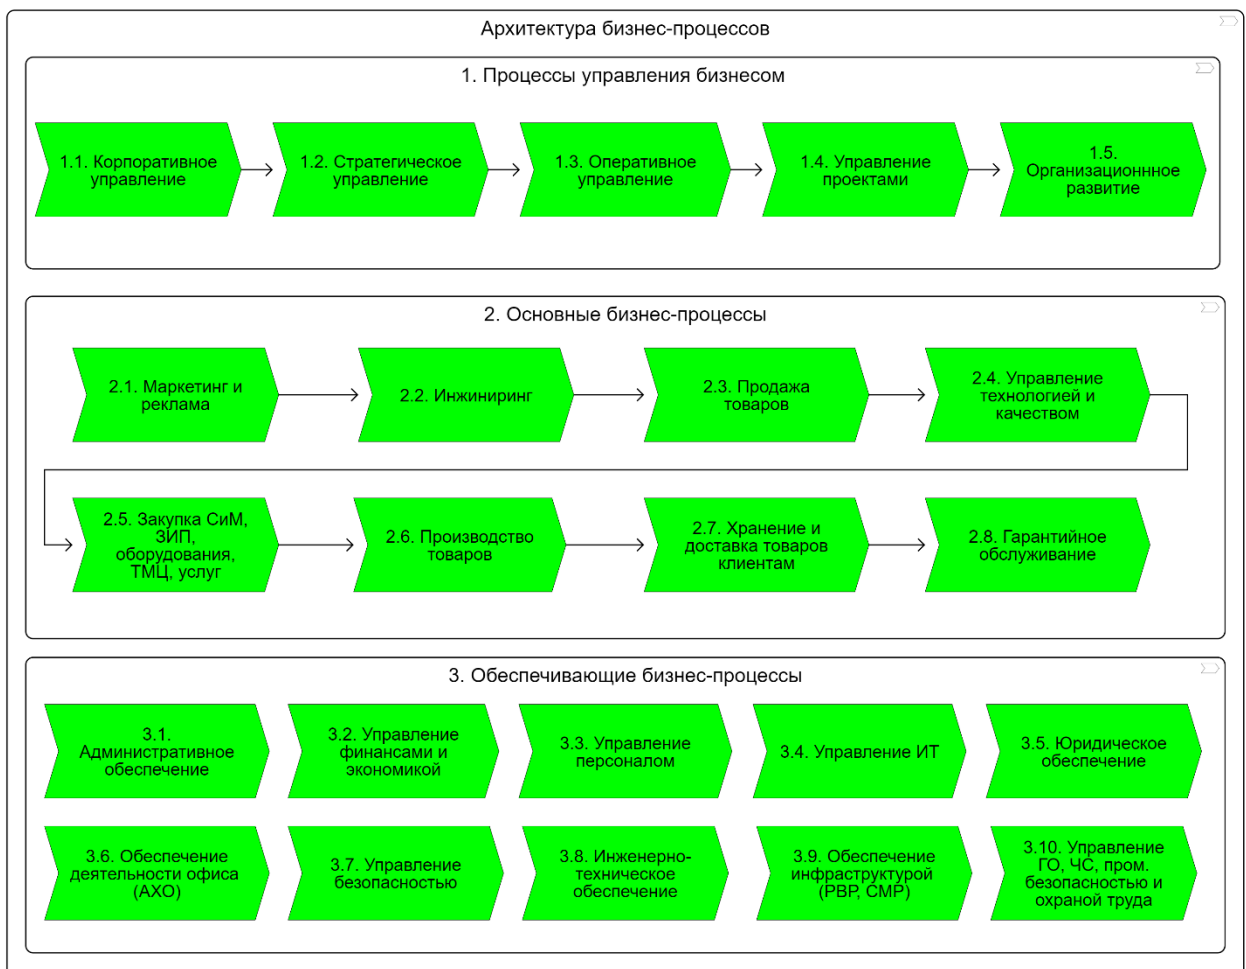 Архитектура бизнес-процессов
1. Процессы управления бизнесом
1.1. Корпоративное
управление
1.2. Стратегическое
управление
1.3. Оперативное
управление
1.4. Управление
проектами
1.5.
Организационнное
развитие
2. Основные бизнес-процессы
2.1. Маркетинг и
реклама
2.2. Инжиниринг
2.3. Продажа
товаров
2.4. Управление
технологией и
качеством
2.5. Закупка СиМ,
ЗИП,
оборудования,
ТМЦ, услуг
2.6. Производство
товаров
2.7. Хранение и
доставка товаров
клиентам
2.8. Гарантийное
обслуживание
3. Обеспечивающие бизнес-процессы
3.1.
Административное
обеспечение
3.2. Управление
финансами и
экономикой
3.3. Управление
персоналом
3.4. Управление ИТ
3.5. Юридическое
обеспечение
3.6. Обеспечение
деятельности офиса
(АХО)
3.7. Управление
безопасностью
3.8. Инженерно-
техническое
обеспечение
3.9. Обеспечение
инфраструктурой
(РВР, СМР)
3.10. Управление
ГО, ЧС, пром.
безопасностью и
охраной труда